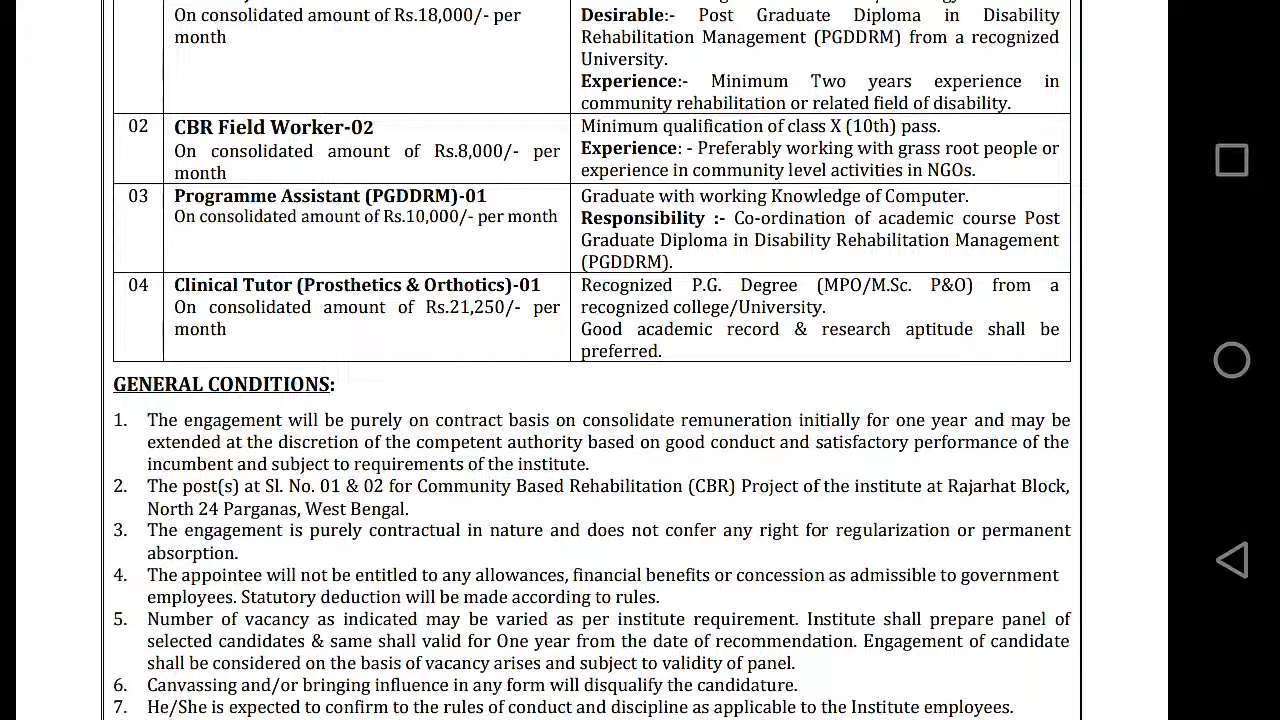 On consolidated amount of Rs.18,000/- per
month
Desirable:- Post Graduate Diploma in Disability
Rehabilitation Management (PGDDRM) from a recognized
University.
Experience:- Minimum Two years experience in
community rehabilitation or related field of disability.
02
CBR Field Worker-02
On consolidated amount of Rs.8,000/- per
month
Minimum qualification of class X (10th) pass.
Experience: - Preferably working with grass root people or
experience in community level activities in NGOs.
03
Programme Assistant (PGDDRM)-01
On consolidated amount of Rs.10,000/- per month
Graduate with working Knowledge of Computer.
Responsibility :- Co-ordination of academic course Post
Graduate Diploma in Disability Rehabilitation Management
(PGDDRM).
04
Clinical Tutor (Prosthetics & Orthotics)-01
On consolidated amount of Rs.21,250/- per
month
Recognized P.G. Degree (MPO/M.Sc. P&O) from a
recognized college/University.
Good academic record & research aptitude shall be
preferred.
GENERAL CONDITIONS:
1. The engagement will be purely on contract basis on consolidate remuneration initially for one year and may be
extended at the discretion of the competent authority based on good conduct and satisfactory performance of the
incumbent and subject to requirements of the institute.
2. The post(s) at Sl. No. 01 & 02 for Community Based Rehabilitation (CBR) Project of the institute at Rajarhat Block,
North 24 Parganas, West Bengal.
3. The engagement is purely contractual in nature and does not confer any right for regularization or permanent
absorption.
4. The appointee will not be entitled to any allowances, financial benefits or concession as admissible to government
employees. Statutory deduction will be made according to rules.
5. Number of vacancy as indicated may be varied as per institute requirement. Institute shall prepare panel of
selected candidates & same shall valid for One year from the date of recommendation. Engagement of candidate
shall be considered on the basis of vacancy arises and subject to validity of panel.
6. Canvassing and/or bringing influence in any form will disqualify the candidature.
7. He/She is expected to confirm to the rules of conduct and discipline as applicable to the Institute employees.